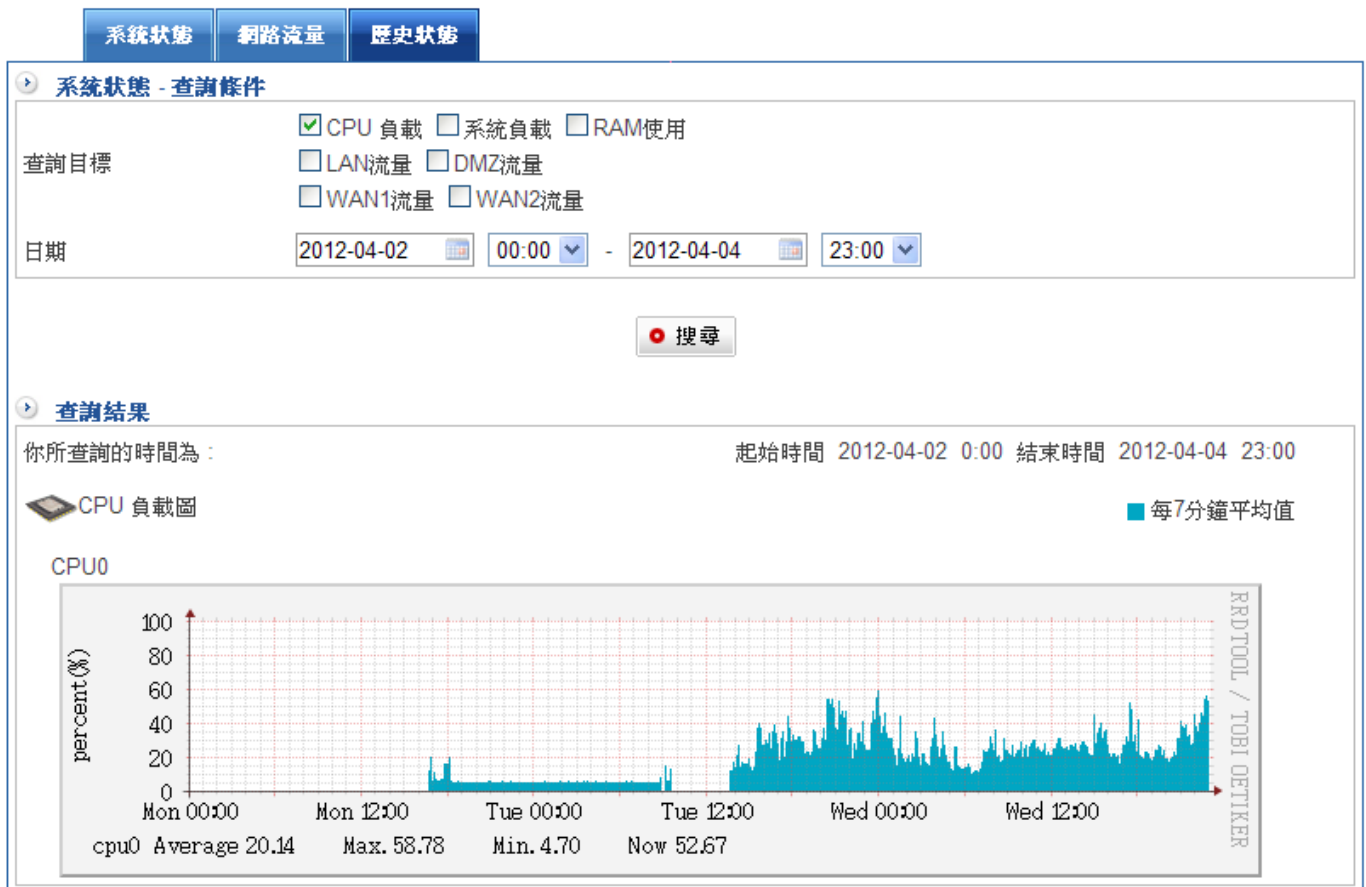 系統狀態 網路流量 歷史狀態
系統狀態 - 查詢條件
查詢目標
CPU 負載 系統負載 RAM使用
LAN流量 DMZ流量
WAN1流量 WAN2流量
日期 2012-04-02 00:00 - 2012-04-04 23:00
搜尋
查詢結果
你所查詢的時間為 : 起始時間 2012-04-02 0:00 結束時間 2012-04-04 23:00
CPU 負載圖 每7分鐘平均值
CPU0
percent(%)
100
80
60
40
20
0
Mon 00:00 Mon 12:00 Tue 00:00 Tue 12:00 Wed 00:00 Wed 12:00
cpu0 Average 20.14 Max. 58.78 Min. 4.70 Now 52.67
RRDTOOL / TOBI OETIKER